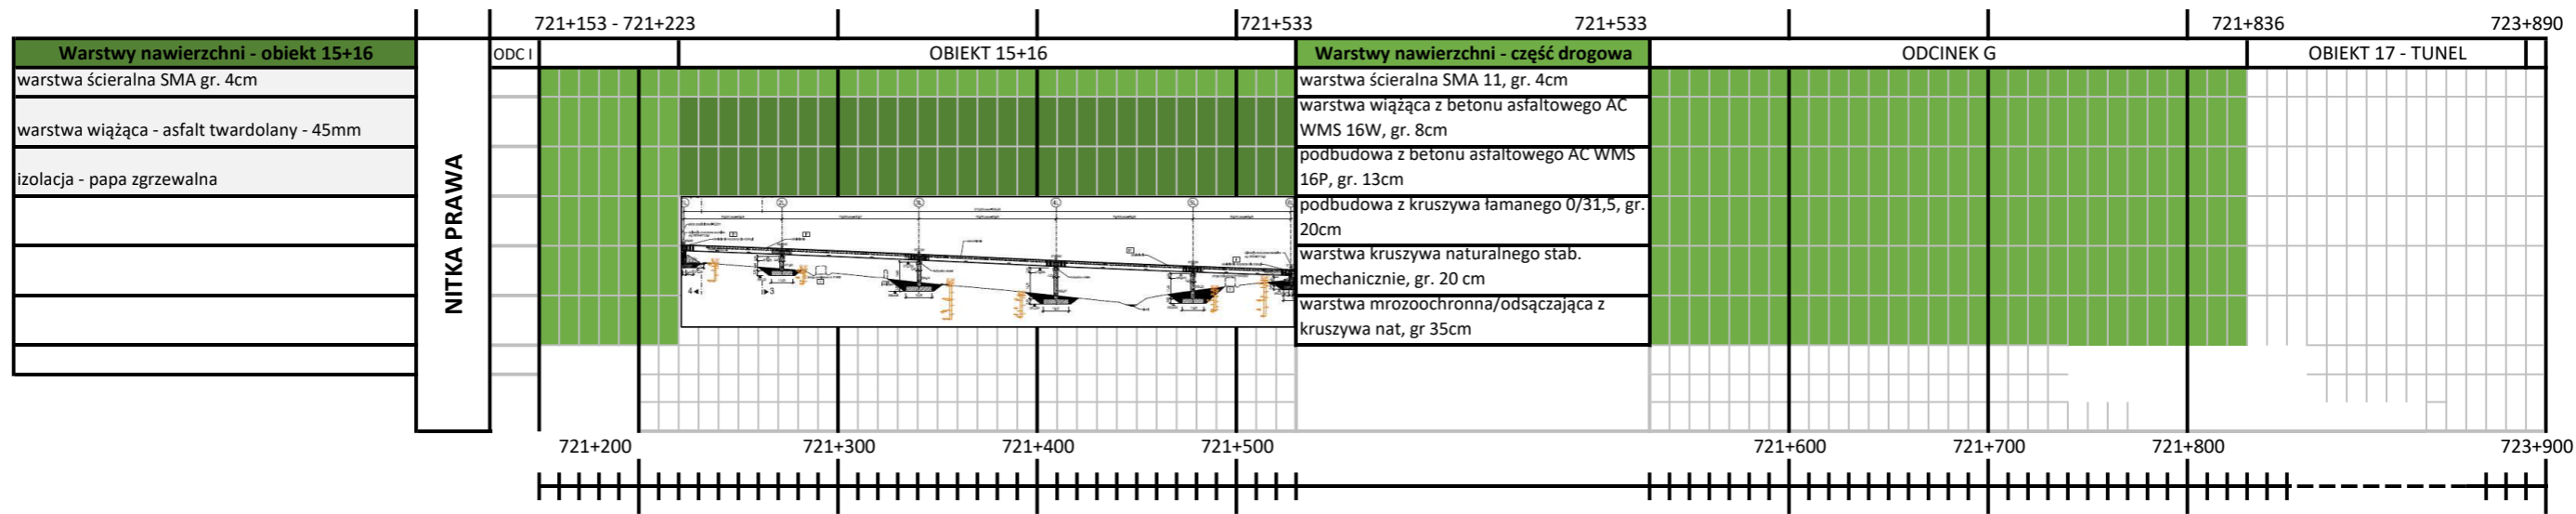 721+153 - 721+223
721+533
721+533
721+836
723+890
Warstwy nawierzchni - obiekt 15+16
ODC I
OBIEKT 15+16
Warstwy nawierzchni - część drogowa
ODCINEK G
OBIEKT 17 - TUNEL
warstwa ścieralna SMA gr. 4cm
warstwa wiążąca - asfalt twardolany - 45mm
izolacja - papa zgrzewalna
NITKA PRAWA
warstwa ścieralna SMA 11, gr. 4cm
warstwa wiążąca z betonu asfaltowego AC
WMS 16W, gr. 8cm
podbudowa z betonu asfaltowego AC WMS
16P, gr. 13cm
podbudowa z kruszywa łamanego 0/31,5, gr.
20cm
warstwa kruszywa naturalnego stab.
mechanicznie, gr. 20 cm
warstwa mrozoochronna/odsączająca z
kruszywa nat, gr 35cm
721+200
721+300
721+400
721+500
721+600
721+700
721+800
723+900